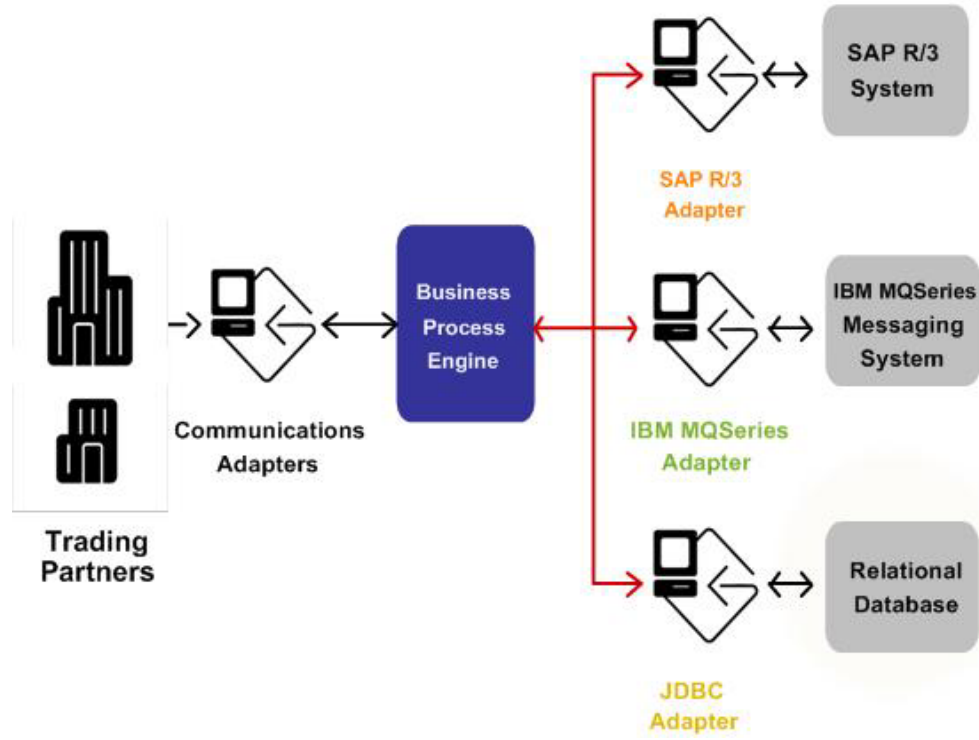 Trading
Partners
Communications
Adapters
Business
Process
Engine
SAP R/3
Adapter
SAP R/3
System
IBM MQSeries
Adapter
IBM MQSeries
Messaging
System
JDBC
Adapter
Relational
Database